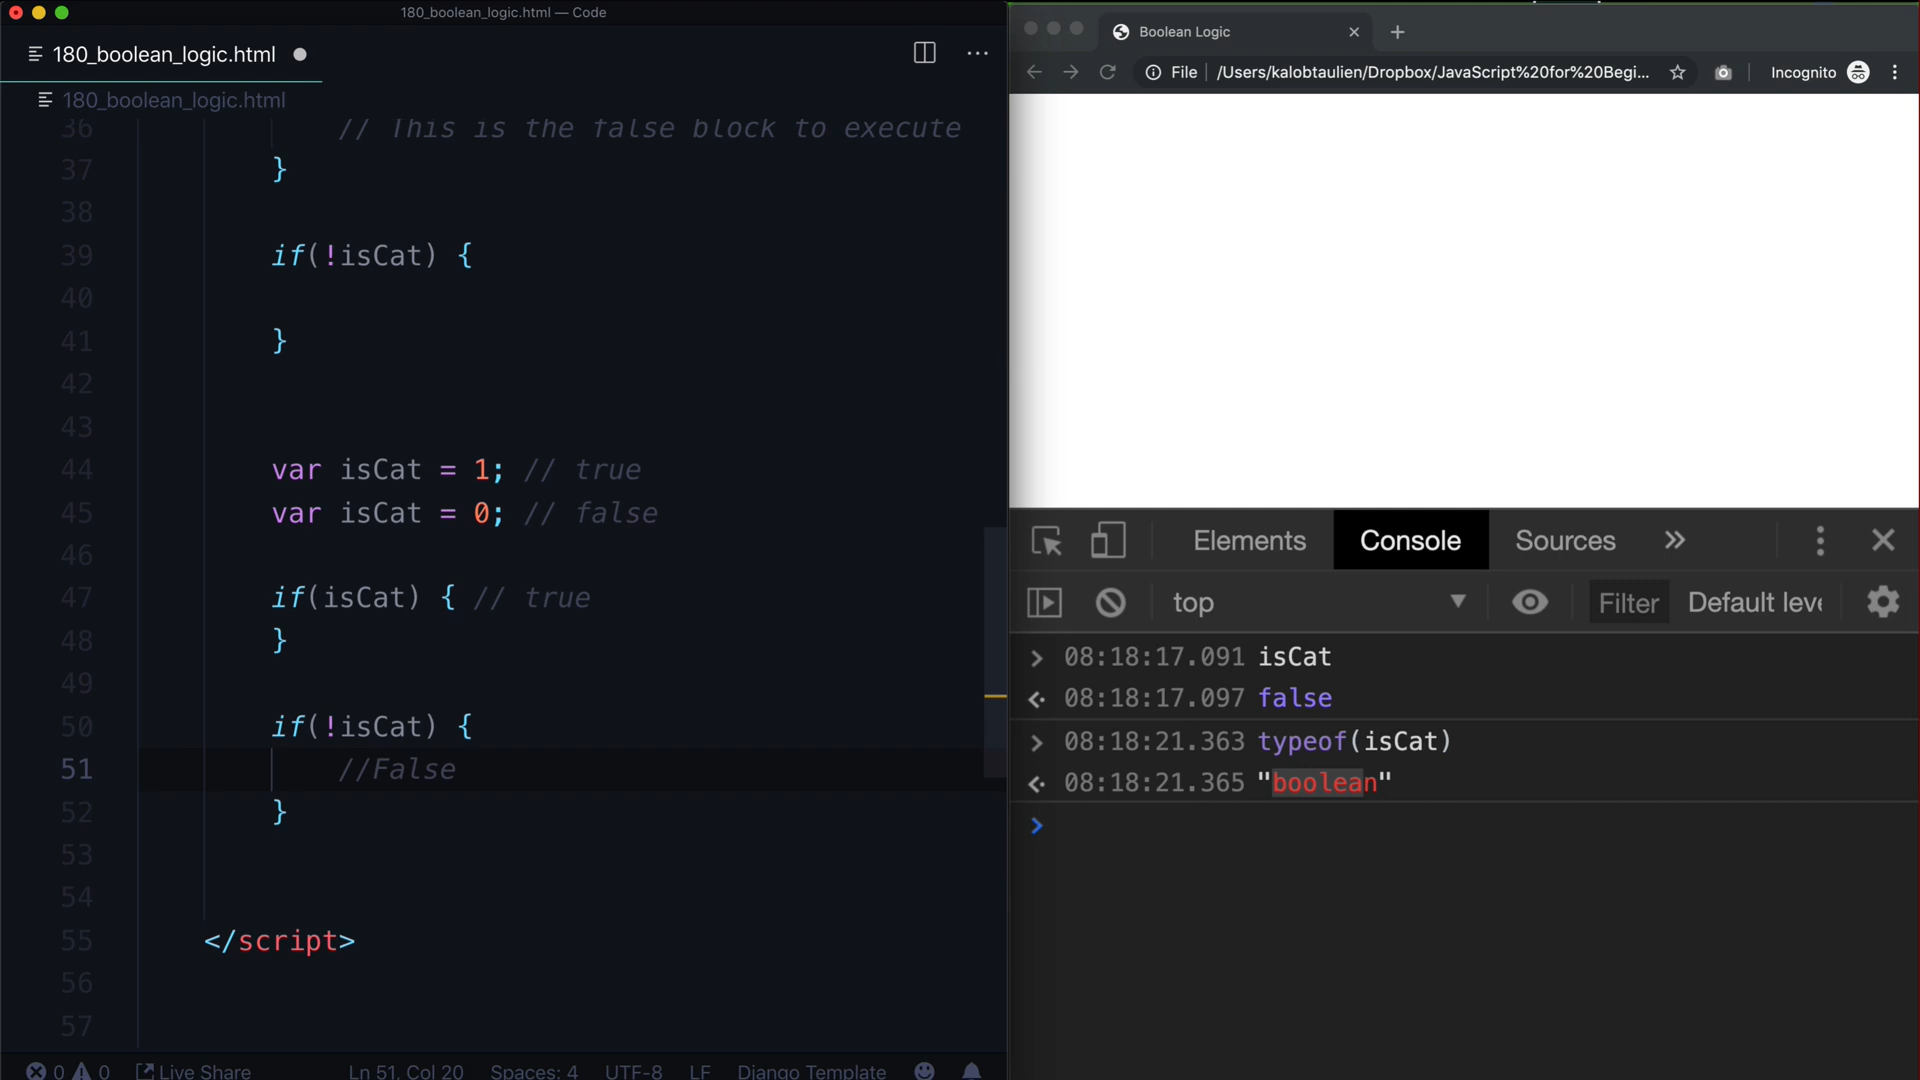 180_boolean_logic.html — Code
180_boolean_logic.html
180_boolean_logic.html
36 // This is the false block to execute
37 }
38
39 if(!isCat) {
40
41 }
42
43
44 var isCat = 1; // true
45 var isCat = 0; // false
46
47 if(isCat) { // true
48 }
49
50 if(!isCat) {
51 //False
52 }
53
54
55 </script>
56
57
0 0 Live Share Ln 51, Col 20 Spaces: 4 UTF-8 LF Django Template
Boolean Logic
File /Users/kalobtaulien/Dropbox/JavaScript%20for%20Begi... Incognito
Elements Console Sources
top Filter Default leve
08:18:17.091 isCat
08:18:17.097 false
08:18:21.363 typeof(isCat)
08:18:21.365 "boolean"